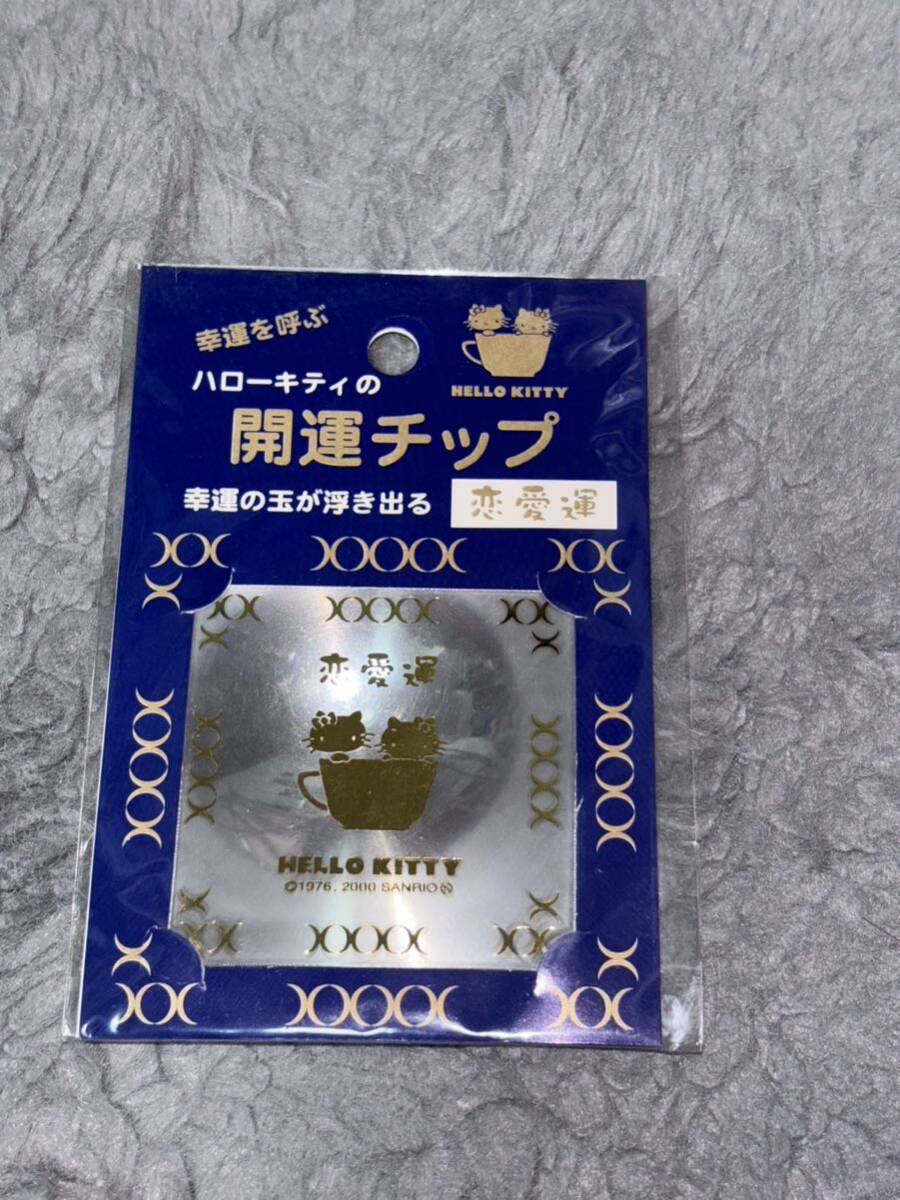 幸運を呼ぶ
HELLO KITTY
ハローキティの
開運チップ
幸運の玉が浮き出る
恋愛運
恋愛運
HELLO KITTY
©1976, 2000 SANRIO